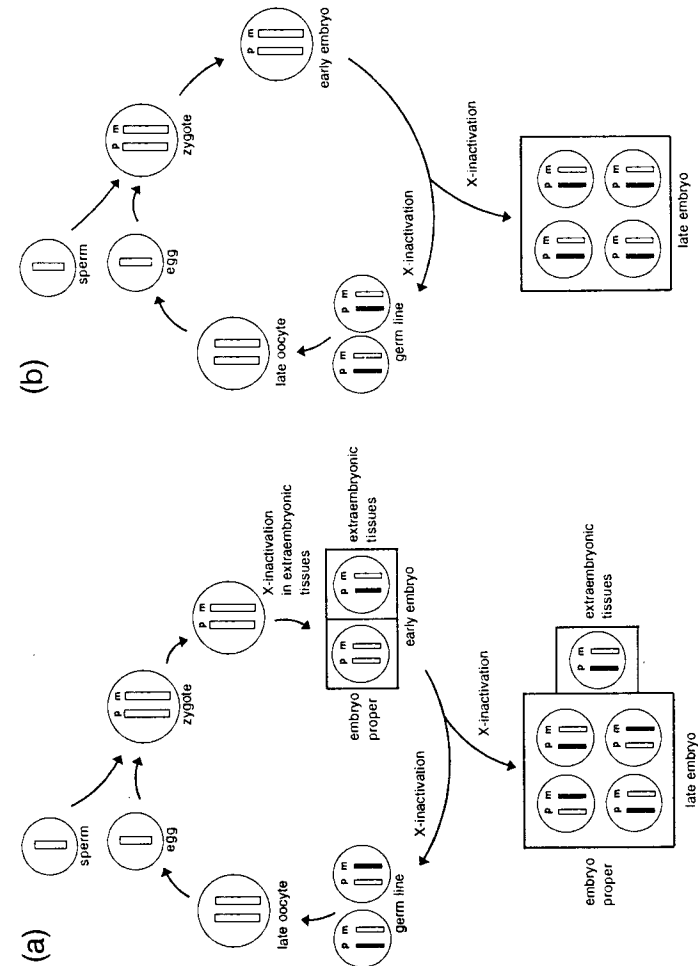 (a)
sperm
egg
p m
zygote
p m
late oocyte
X-inactivation
in extraembryonic
tissues
embryo
proper
p m
p m
extraembryonic
tissues
early embryo
p m
p m
germ line
X-inactivation
X-inactivation
embryo
proper
p m
p m
p m
p m
p m
extraembryonic
tissues
late embryo
(b)
sperm
egg
p m
zygote
p m
early embryo
late oocyte
p m
p m
germ line
X-inactivation
X-inactivation
p m
p m
p m
p m
late embryo